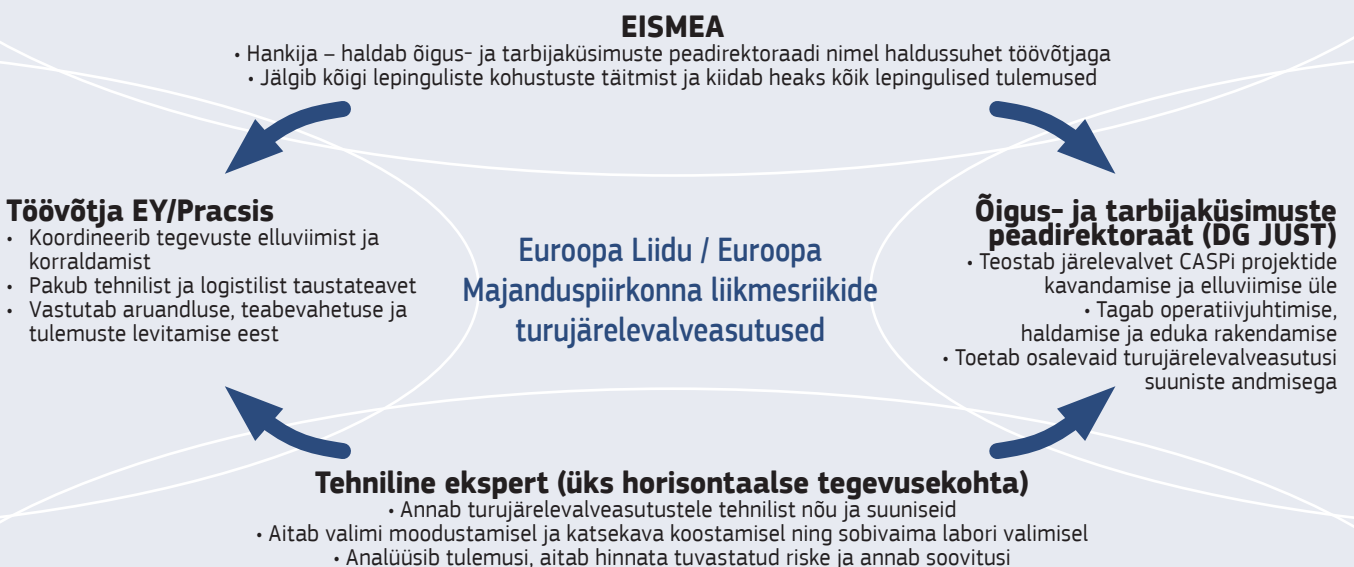 EISMEA
• Hankija – haldab õigus- ja tarbijaküsimuste peadirektoraadi nimel haldussuhet töövõtjaga
• Jälgib kõigi lepinguliste kohustuste täitmist ja kiidab heaks kõik lepingulised tulemused
Töövõtja EY/Pracsis
• Koordineerib tegevuste elluviimist ja
korraldamist
• Pakub tehnilist ja logistilist taustateavet
• Vastutab aruandluse, teabevahetuse ja
tulemuste levitamise eest
Euroopa Liidu / Euroopa
Majanduspiirkonna liikmesriikide
turujärelevalveasutused
Õigus- ja tarbijaküsimuste
peadirektoraat (DG JUST)
• Teostab järelevalvet CASPi projektide
kavandamise ja elluviimise üle
• Tagab operatiivjuhtimise,
haldamise ja eduka rakendamise
• Toetab osalevaid turujärelevalveasutusi
suuniste andmisega
Tehniline ekspert (üks horisontaalse tegevusekohta)
• Annab turujärelevalveasutustele tehnilist nõu ja suuniseid
• Aitab valimi moodustamisel ja katsekava koostamisel ning sobivaima labori valimisel
• Analüüsib tulemusi, aitab hinnata tuvastatud riske ja annab soovitusi